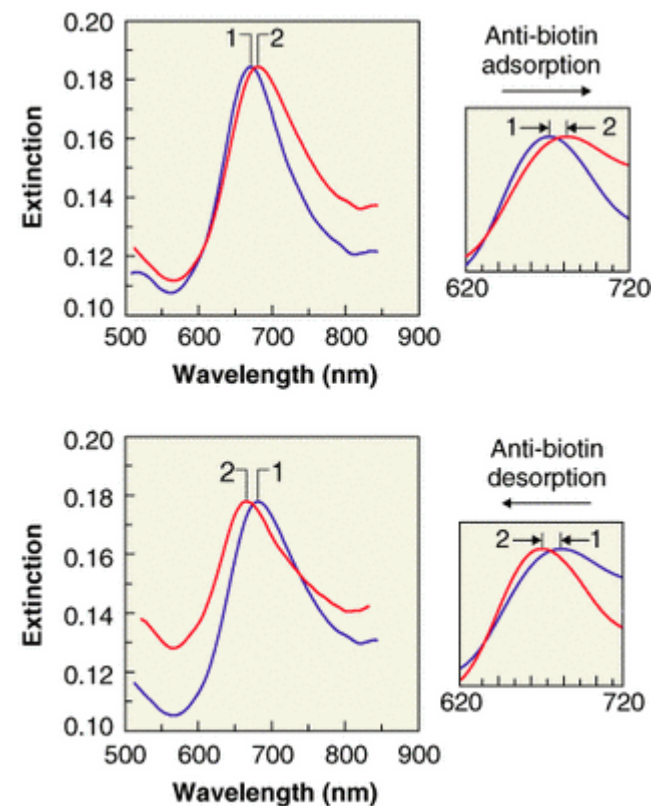 0.20
0.18
0.16
0.14
0.12
0.10
Extinction
1 2
500 600 700 800 900
Wavelength (nm)
Anti-biotin
adsorption
1 2
620 720
0.20
0.18
0.16
0.14
0.12
0.10
Extinction
2 1
500 600 700 800 900
Wavelength (nm)
Anti-biotin
desorption
2 1
620 720